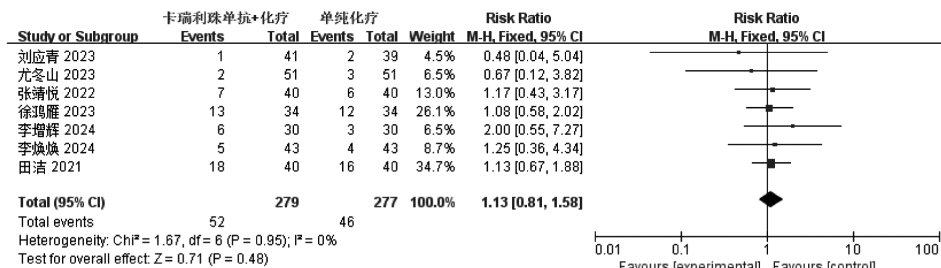 卡瑞利珠单抗+化疗 单纯化疗 Risk Ratio Risk Ratio
Study or Subgroup Events Total Events Total Weight M-H, Fixed, 95% CI M-H, Fixed, 95% CI
刘应青 2023 1 41 2 39 4.5% 0.48 [0.04, 5.04]
尤冬山 2023 2 51 3 51 6.5% 0.67 [0.12, 3.82]
张靖悦 2022 7 40 6 40 13.0% 1.17 [0.43, 3.17]
徐鸿雁 2023 13 34 12 34 26.1% 1.08 [0.58, 2.02]
李增辉 2024 6 30 3 30 6.5% 2.00 [0.55, 7.27]
李焕焕 2024 5 43 4 43 8.7% 1.25 [0.36, 4.34]
田洁 2021 18 40 16 40 34.7% 1.13 [0.67, 1.88]
Total (95% CI) 279 277 100.0% 1.13 [0.81, 1.58]
Total events 52 46
Heterogeneity: Chi² = 1.67, df = 6 (P = 0.95); I² = 0%
Test for overall effect: Z = 0.71 (P = 0.48)
0.01 0.1 1 10 100
Favours [experimental] Favours [control]